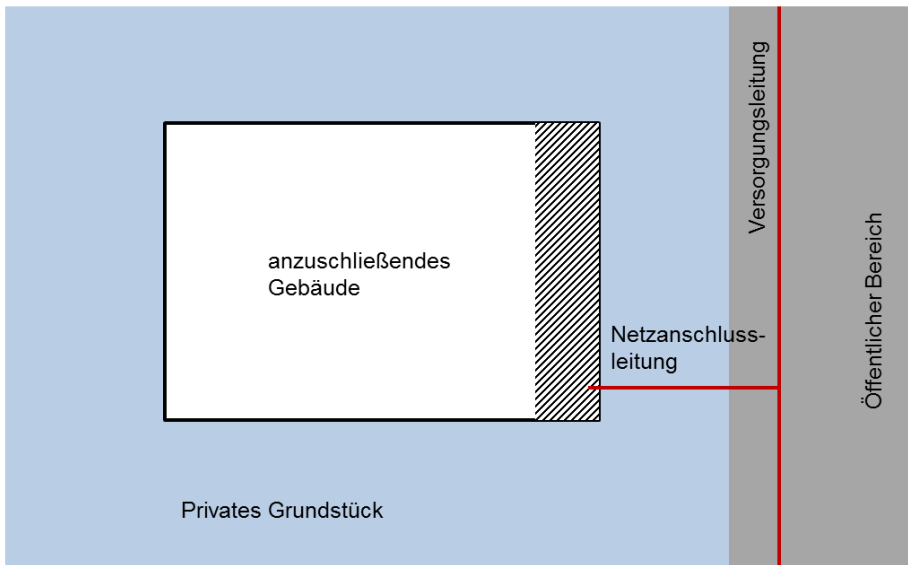 anzuschließendes
Gebäude
Netzanschluss-
leitung
Privates Grundstück
Versorgungsleitung
Öffentlicher Bereich